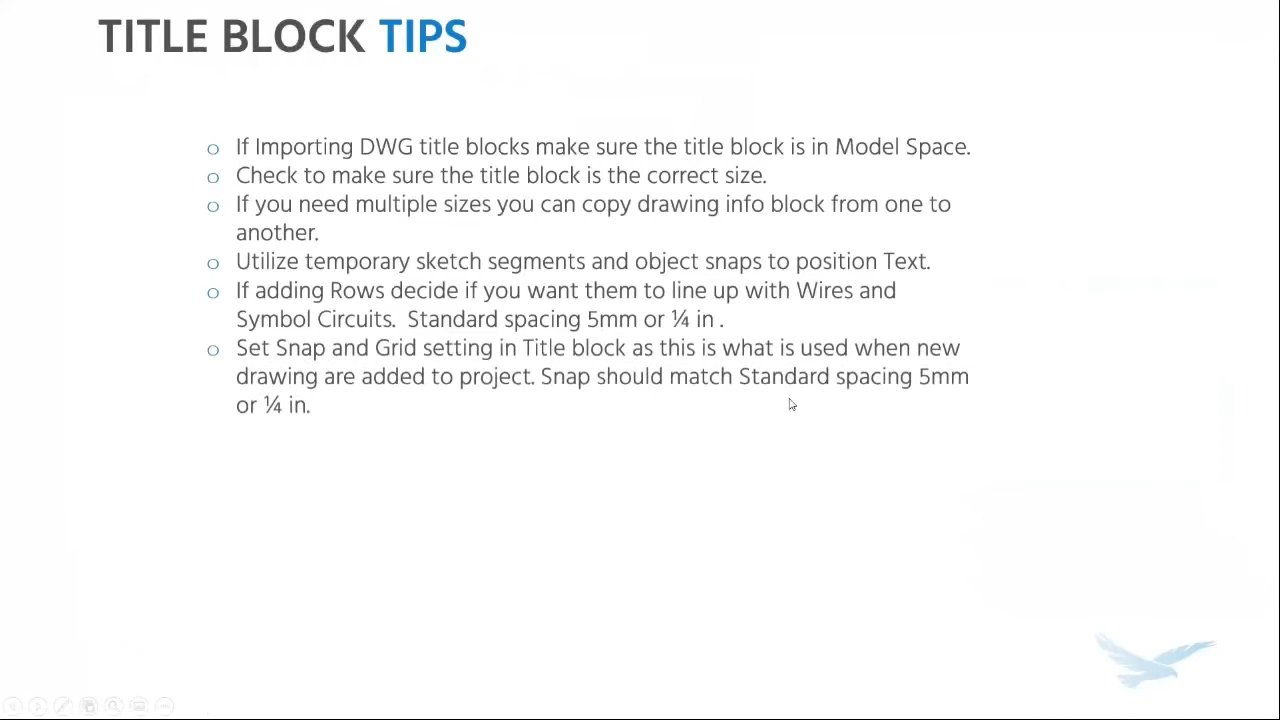 TITLE BLOCK TIPS
o If Importing DWG title blocks make sure the title block is in Model Space.
o Check to make sure the title block is the correct size.
o If you need multiple sizes you can copy drawing info block from one to
another.
o Utilize temporary sketch segments and object snaps to position Text.
o If adding Rows decide if you want them to line up with Wires and
Symbol Circuits.  Standard spacing 5mm or ¼ in .
o Set Snap and Grid setting in Title block as this is what is used when new
drawing are added to project. Snap should match Standard spacing 5mm
or ¼ in.